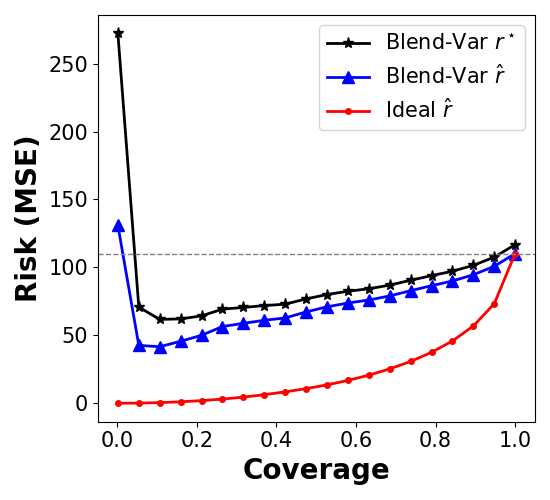 Blend-Var r⋆
Blend-Var r̂
Ideal r̂
Risk (MSE)
250
200
150
100
50
0
0.0 0.2 0.4 0.6 0.8 1.0
Coverage